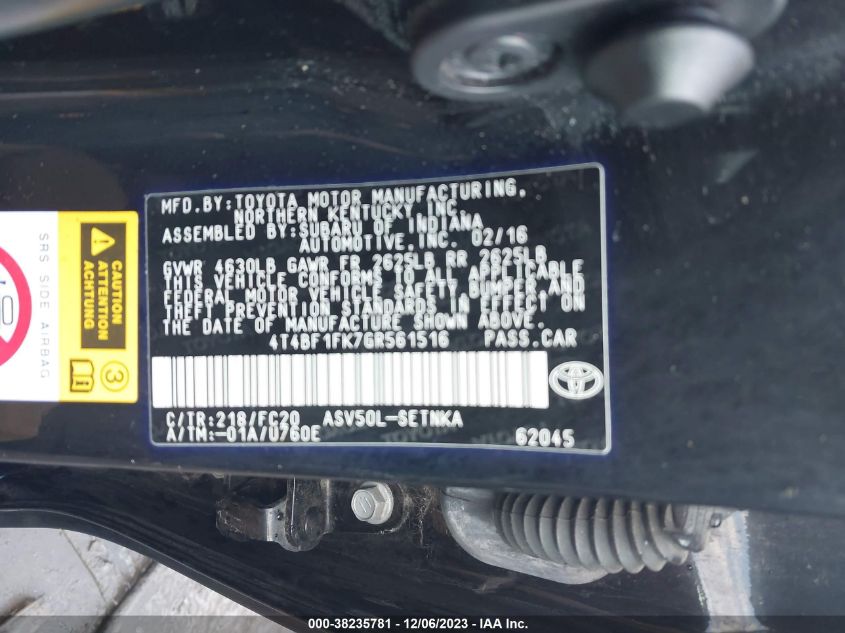 MFD.BY:TOYOTA MOTOR MANUFACTURING,
NORTHERN KENTUCKY,INC.
ASSEMBLED BY:SUBARU OF INDIANA
AUTOMOTIVE,INC. 02/16
GVWR 4630LB GAWR FR 2625LB RR 2625LB
THIS VEHICLE CONFORMS TO ALL APPLICABLE
FEDERAL MOTOR VEHICLE SAFETY BUMPER AND
THEFT PREVENTION STANDARDS IN EFFECT ON
THE DATE OF MANUFACTURE SHOWN ABOVE.
4T4BF1FK7GR561516 PASS.CAR
C/TR:218/FC20 ASV50L-SETNKA
A/TM:-01A/U760E 62045
SRS SIDE AIRBAG
CAUTION
ATTENTION
ACHTUNG
3
000-38235781 - 12/06/2023 - IAA Inc.